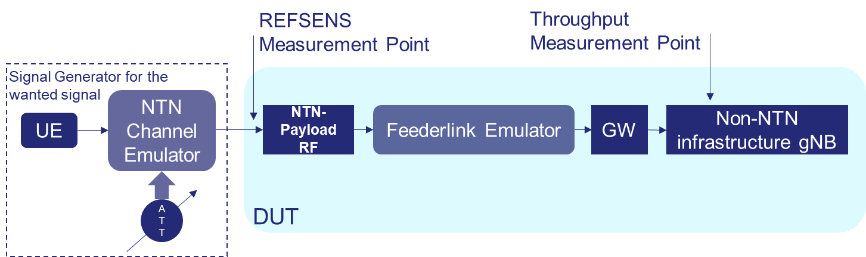 REFSENS
Measurement Point
Throughput
Measurement Point
Signal Generator for the
wanted signal
UE
NTN
Channel
Emulator
A
T
T
NTN-
Payload
RF
Feederlink Emulator
GW
Non-NTN
infrastructure gNB
DUT